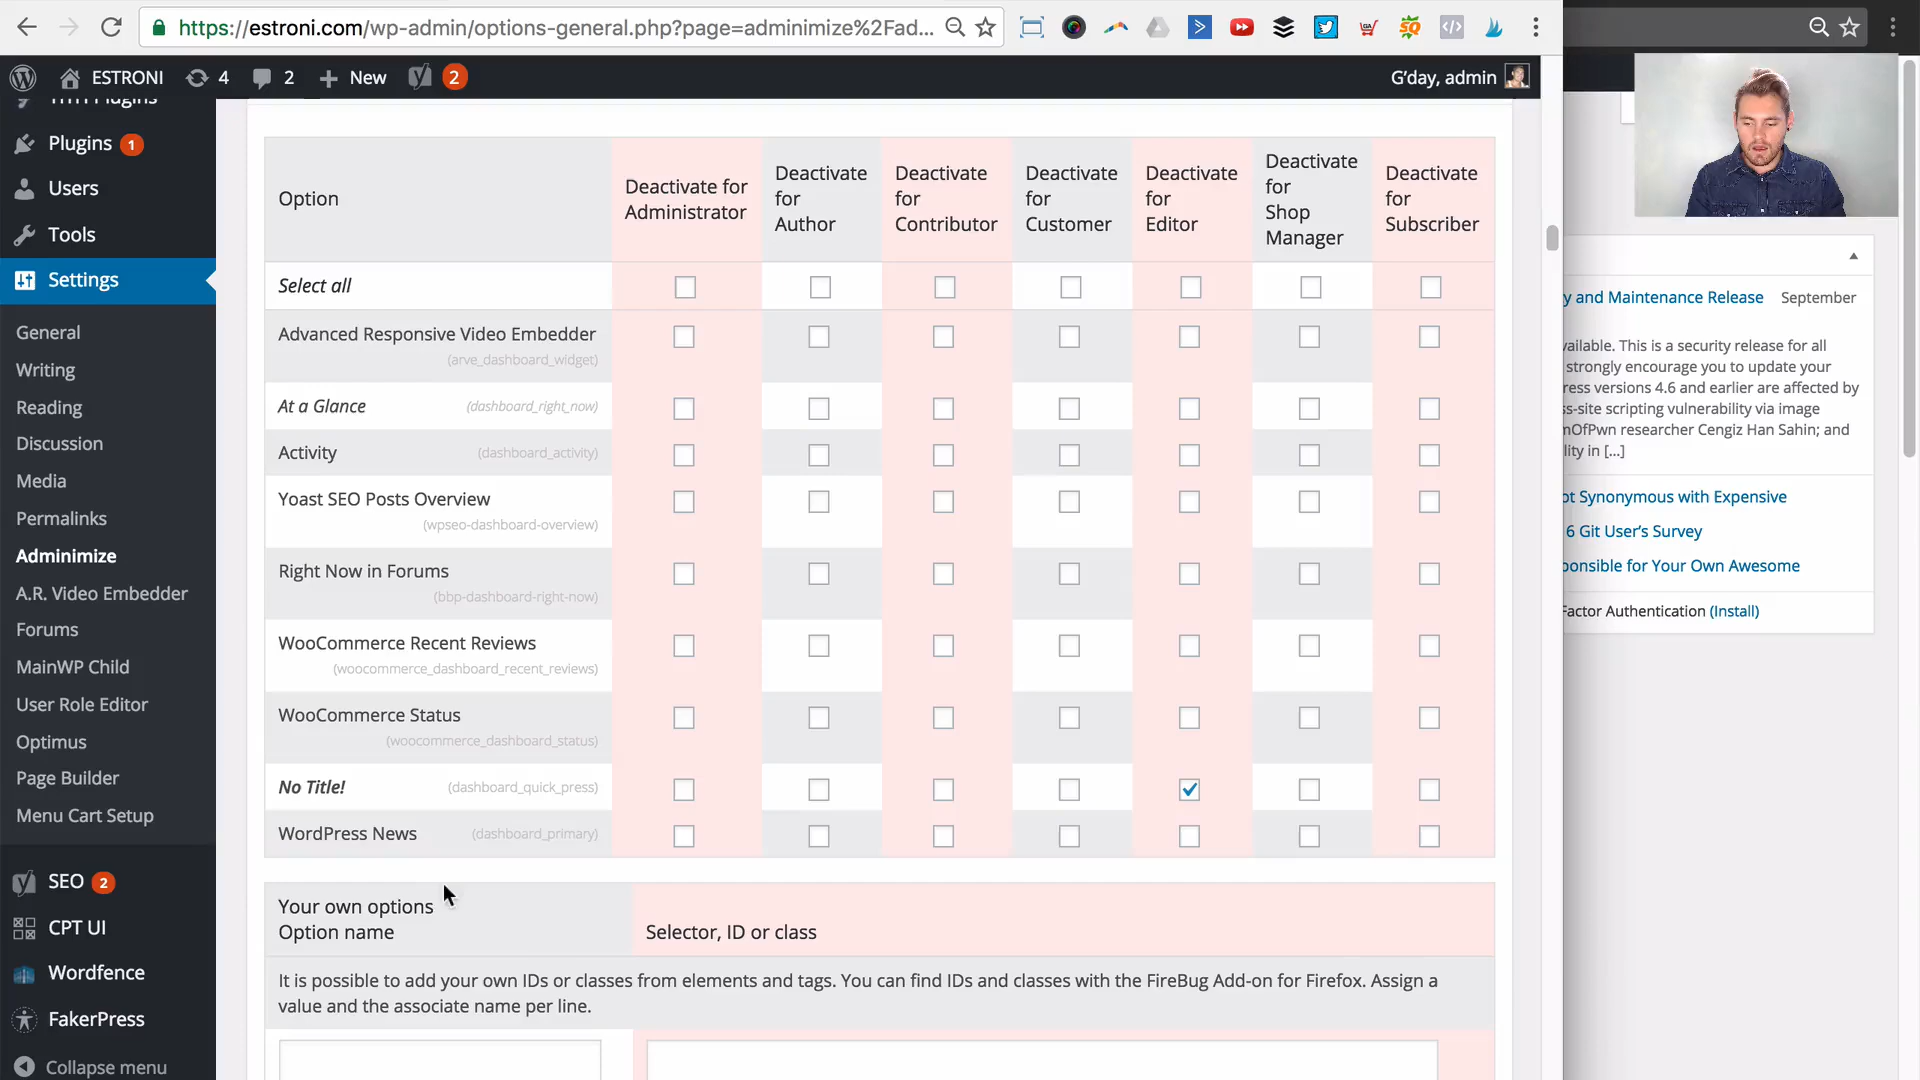 https://estroni.com/wp-admin/options-general.php?page=adminimize%2Fad...
ESTRONI 4 2 New 2 G'day, admin
Plugins 1
Users
Tools
Settings
General
Writing
Reading
Discussion
Media
Permalinks
Adminimize
A.R. Video Embedder
Forums
MainWP Child
User Role Editor
Optimus
Page Builder
Menu Cart Setup
SEO 2
CPT UI
Wordfence
FakerPress
Collapse menu
Option
Deactivate for
Administrator
Deactivate
for
Author
Deactivate
for
Contributor
Deactivate
for
Customer
Deactivate
for
Editor
Deactivate
for
Shop
Manager
Deactivate
for
Subscriber
Select all
Advanced Responsive Video Embedder
(arve_dashboard_widget)
At a Glance (dashboard_right_now)
Activity (dashboard_activity)
Yoast SEO Posts Overview
(wpseo-dashboard-overview)
Right Now in Forums
(bbp-dashboard-right-now)
WooCommerce Recent Reviews
(woocommerce_dashboard_recent_reviews)
WooCommerce Status
(woocommerce_dashboard_status)
No Title! (dashboard_quick_press)
WordPress News (dashboard_primary)
Your own options
Option name
Selector, ID or class
It is possible to add your own IDs or classes from elements and tags. You can find IDs and classes with the FireBug Add-on for Firefox. Assign a
value and the associate name per line.
y and Maintenance Release September
vailable. This is a security release for all
strongly encourage you to update your
ress versions 4.6 and earlier are affected by
ss-site scripting vulnerability via image
mOfPwn researcher Cengiz Han Sahin; and
lity in [...]
ot Synonymous with Expensive
6 Git User's Survey
ponsible for Your Own Awesome
Factor Authentication (Install)